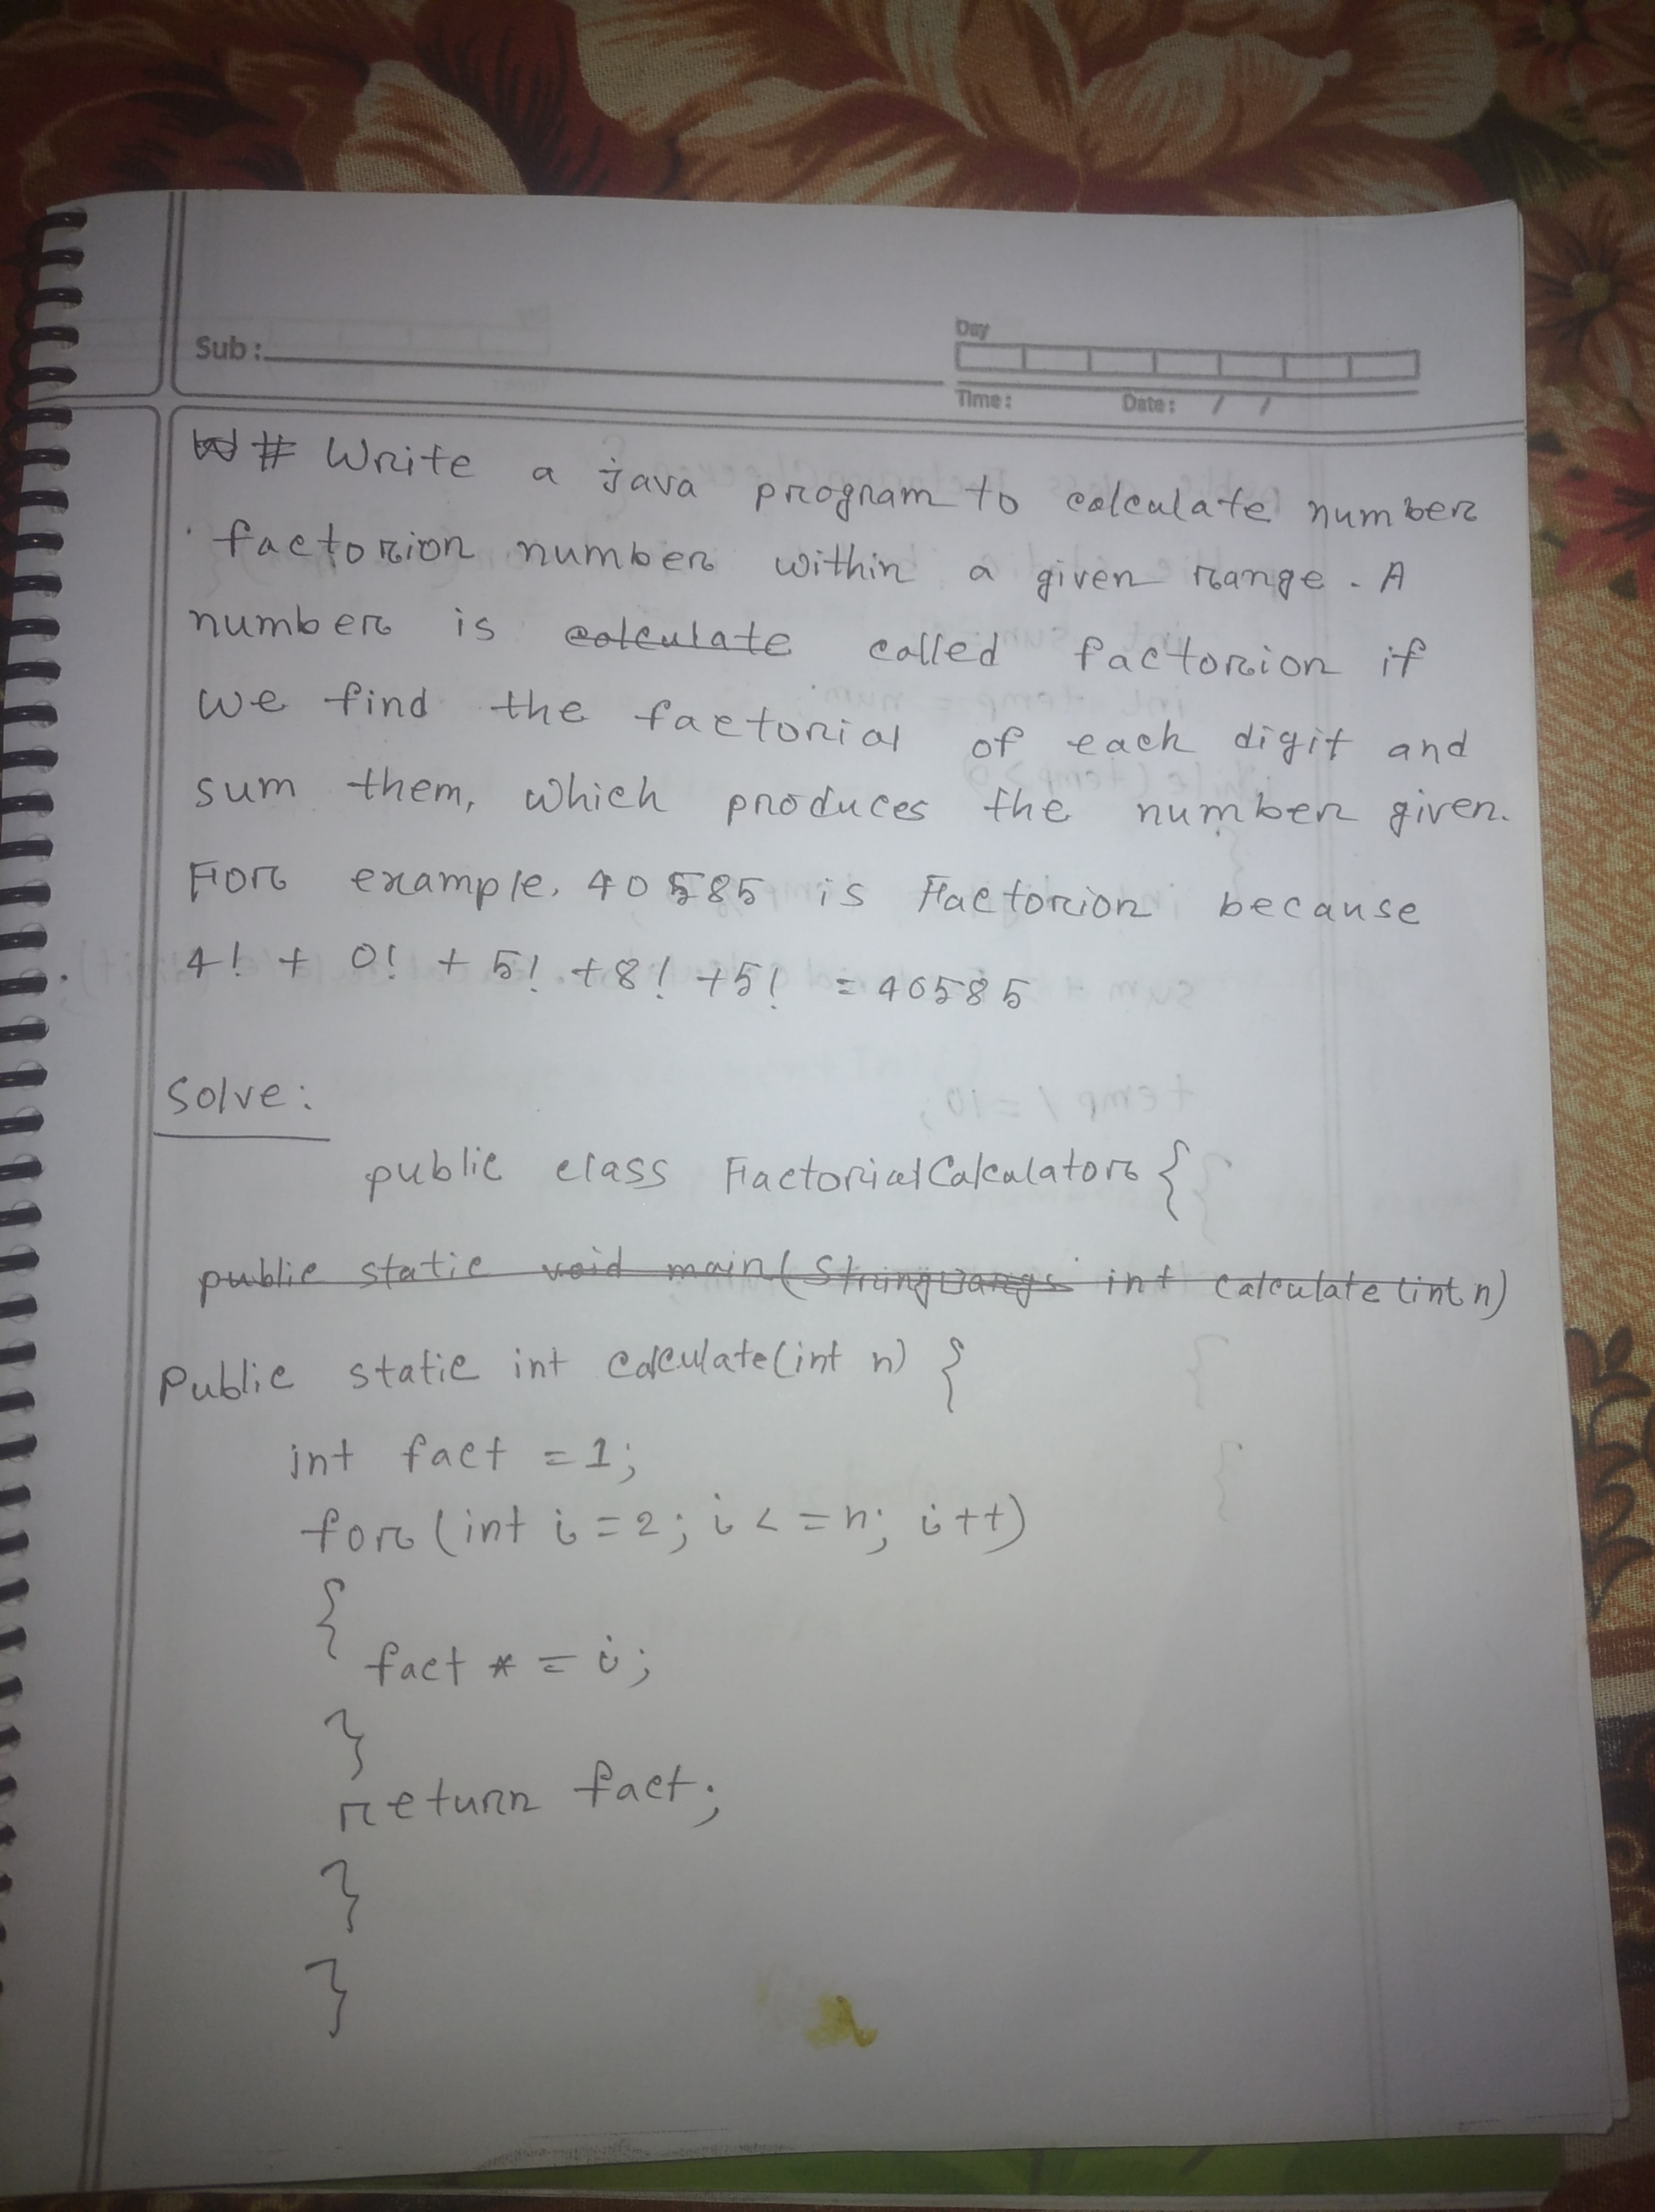 Day
Sub:
Time: Date: / /
# Write a java program to calculate number
factorion number within a given range. A
number is calculate called factorion if
we find the factorial of each digit and
sum them, which produces the number given.
For example, 40585 is Factorion because
4! + 0! + 5! +8! +5! = 40585
Solve:
public class FactorialCalculator {
public static void main(String[]args int calculate(int n)
Public static int calculate(int n) {
int fact = 1;
for(int i=2; i<=n; i++)
{
fact *= i;
}
return fact;
}
}